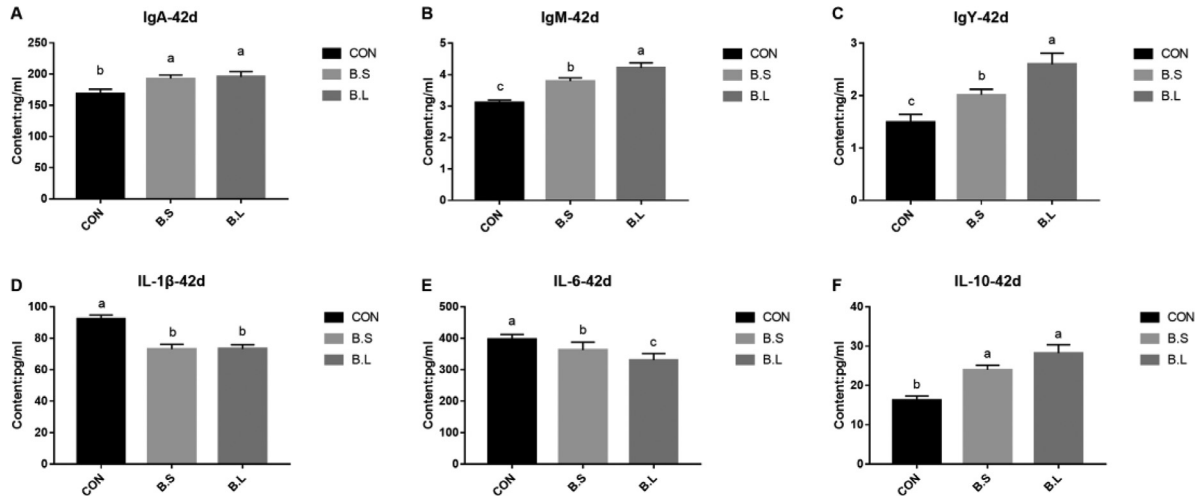 A
IgA-42d
Content:ng/ml
250
200
150
100
50
0
b
a
a
CON
B.S
B.L
CON
B.S
B.L
B
IgM-42d
Content:ng/ml
5
4
3
2
1
0
c
b
a
CON
B.S
B.L
CON
B.S
B.L
C
IgY-42d
Content:ng/ml
3
2
1
0
c
b
a
CON
B.S
B.L
CON
B.S
B.L
D
IL-1β-42d
Content:pg/ml
100
80
60
40
20
0
a
b
b
CON
B.S
B.L
CON
B.S
B.L
E
IL-6-42d
Content:pg/ml
500
400
300
200
100
0
a
b
c
CON
B.S
B.L
CON
B.S
B.L
F
IL-10-42d
Content:pg/ml
40
30
20
10
0
b
a
a
CON
B.S
B.L
CON
B.S
B.L